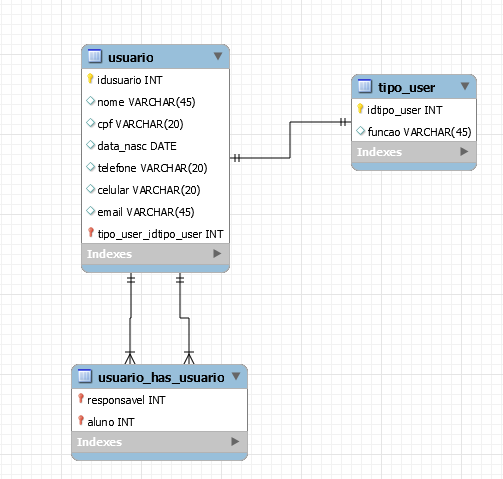 usuario
idusuario INT
nome VARCHAR(45)
cpf VARCHAR(20)
data_nasc DATE
telefone VARCHAR(20)
celular VARCHAR(20)
email VARCHAR(45)
tipo_user_idtipo_user INT
Indexes
tipo_user
idtipo_user INT
funcao VARCHAR(45)
Indexes
usuario_has_usuario
responsavel INT
aluno INT
Indexes